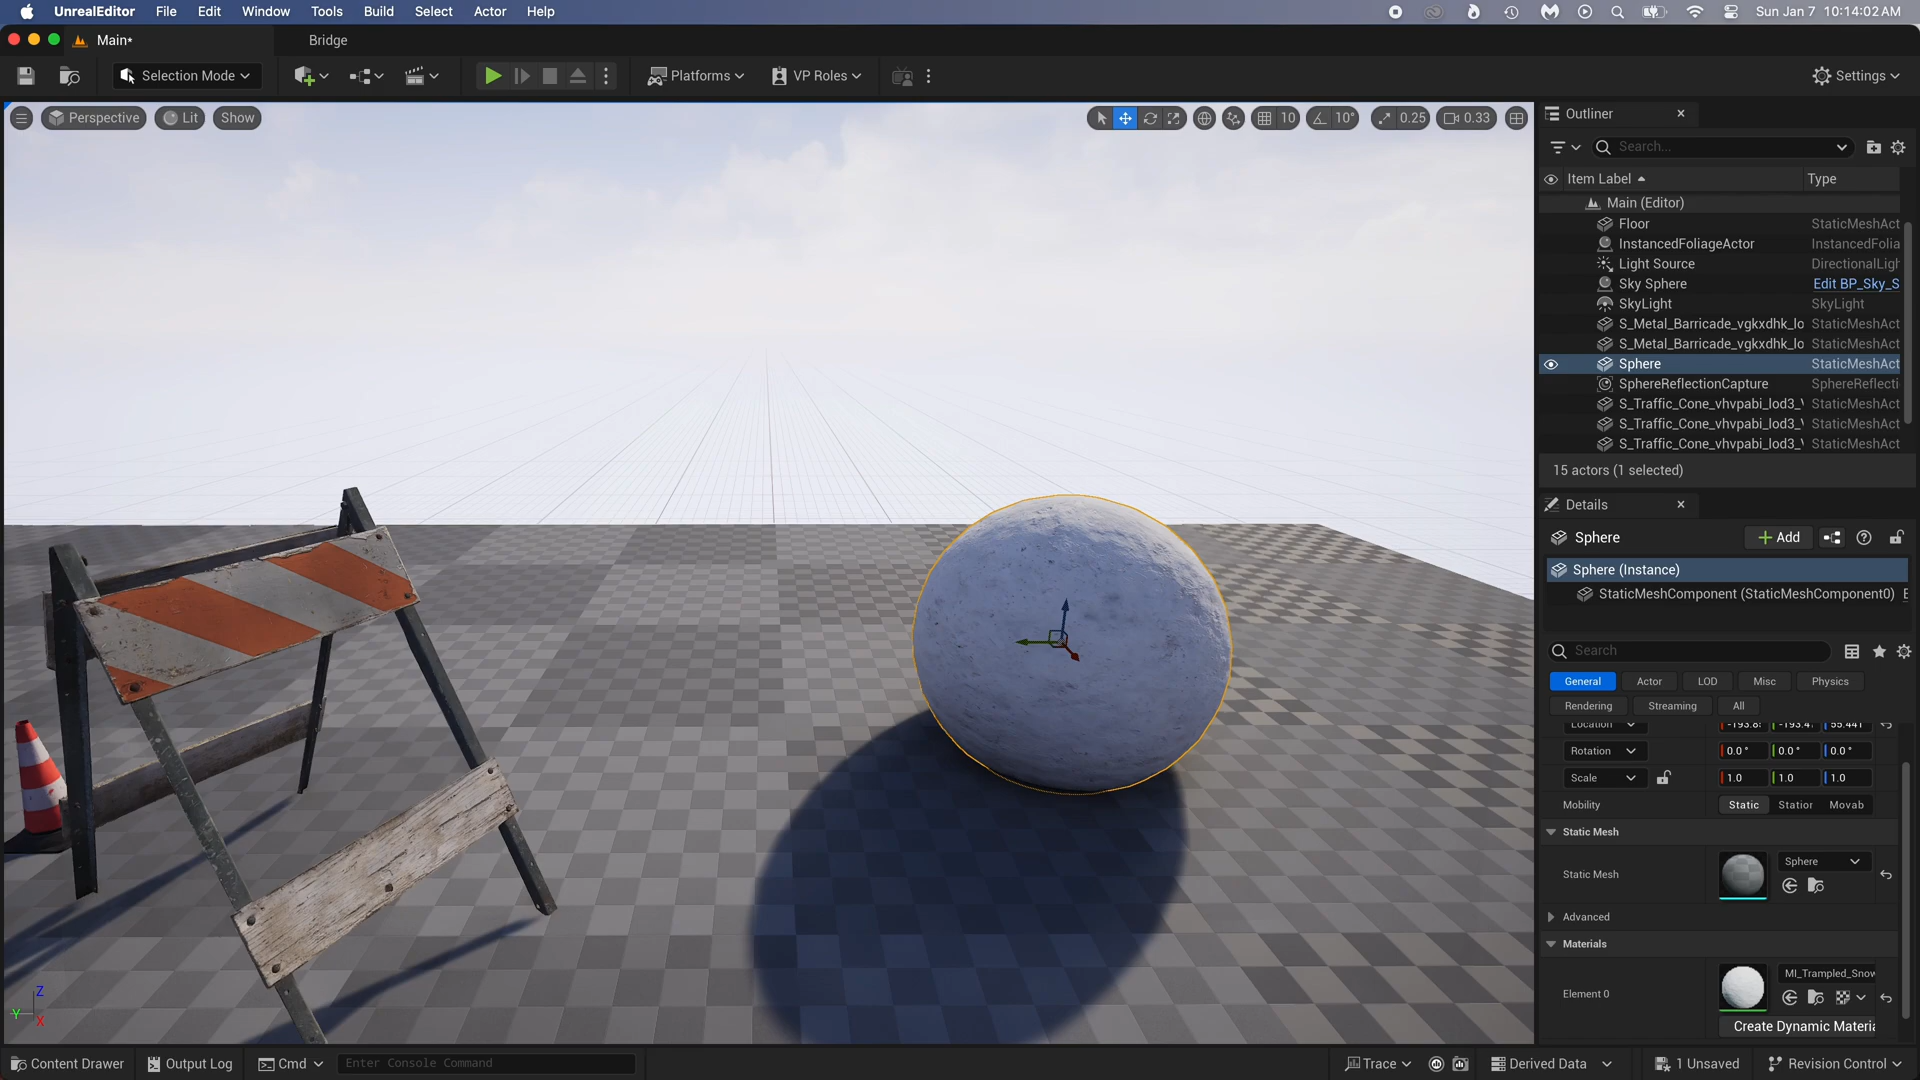 UnrealEditor File Edit Window Tools Build Select Actor Help Sun Jan 7 10:14:02 AM
Main* Bridge
Selection Mode Platforms VP Roles Settings
Perspective Lit Show 10 10° 0.25 0.33
Outliner
Search...
Item Label Type
Main (Editor)
Floor StaticMeshAct
InstancedFoliageActor InstancedFolia
Light Source DirectionalLigh
Sky Sphere Edit BP_Sky_S
SkyLight SkyLight
S_Metal_Barricade_vgkxdhk_lo StaticMeshAct
S_Metal_Barricade_vgkxdhk_lo StaticMeshAct
Sphere StaticMeshAct
SphereReflectionCapture SphereReflecti
S_Traffic_Cone_vhvpabi_lod3_ StaticMeshAct
S_Traffic_Cone_vhvpabi_lod3_ StaticMeshAct
S_Traffic_Cone_vhvpabi_lod3_ StaticMeshAct
15 actors (1 selected)
Details
Sphere + Add
Sphere (Instance)
StaticMeshComponent (StaticMeshComponent0) E
Search
General Actor LOD Misc Physics
Rendering Streaming All
Location 55.441
Rotation 0.0° 0.0° 0.0°
Scale 1.0 1.0 1.0
Mobility Static Station Movab
Static Mesh
Sphere
Static Mesh
Advanced
Materials
MI_Trampled_Snow
Element 0
Create Dynamic Materia
Z
Y
X
Content Drawer Output Log Cmd Enter Console Command Trace Derived Data 1 Unsaved Revision Control